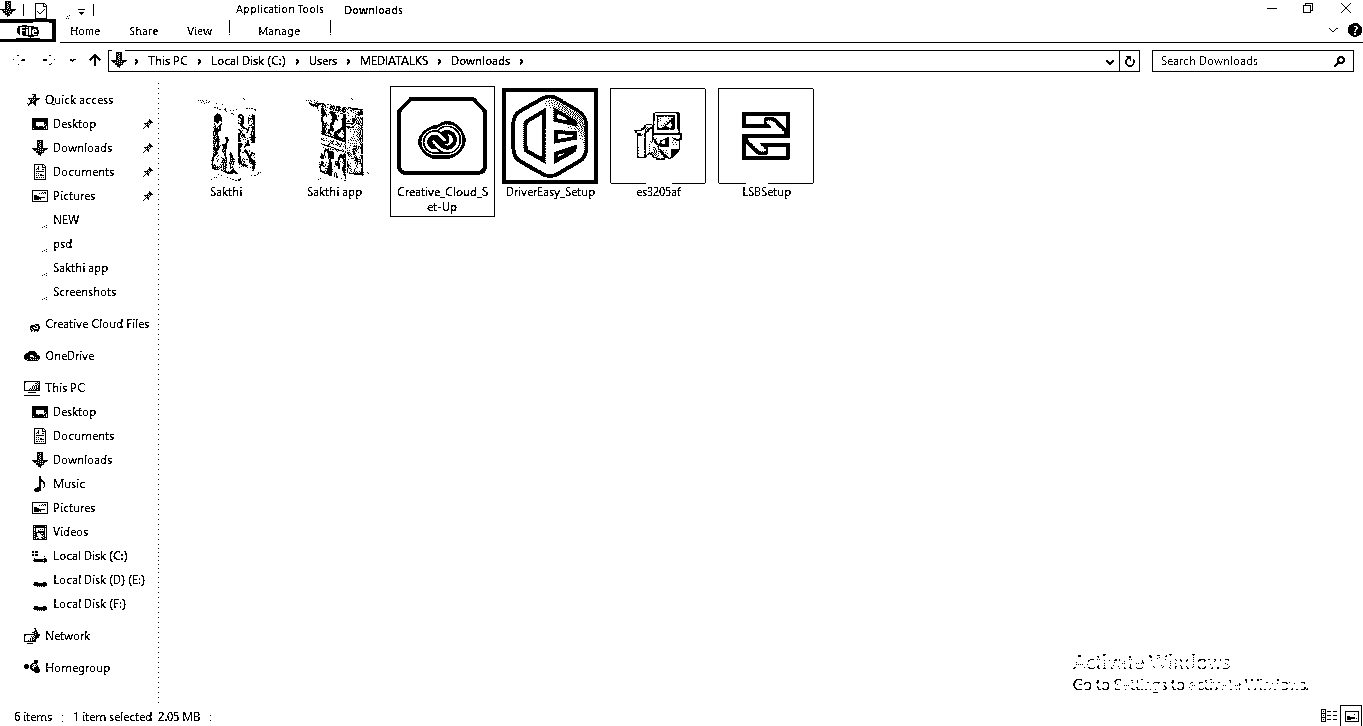 Application Tools
Downloads
File
Home
Share
View
Manage
This PC
Local Disk (C:)
Users
MEDIATALKS
Downloads
Search Downloads
Quick access
Desktop
Downloads
Documents
Pictures
NEW
psd
Sakthi app
Screenshots
Creative Cloud Files
OneDrive
This PC
Desktop
Documents
Downloads
Music
Pictures
Videos
Local Disk (C:)
Local Disk (D) (E:)
Local Disk (F:)
Network
Homegroup
Sakthi
Sakthi app
Creative_Cloud_S
et-Up
DriverEasy_Setup
es3205af
LSBSetup
Activate Windows
Go to Settings to activate Windows.
6 items
1 item selected 2.05 MB